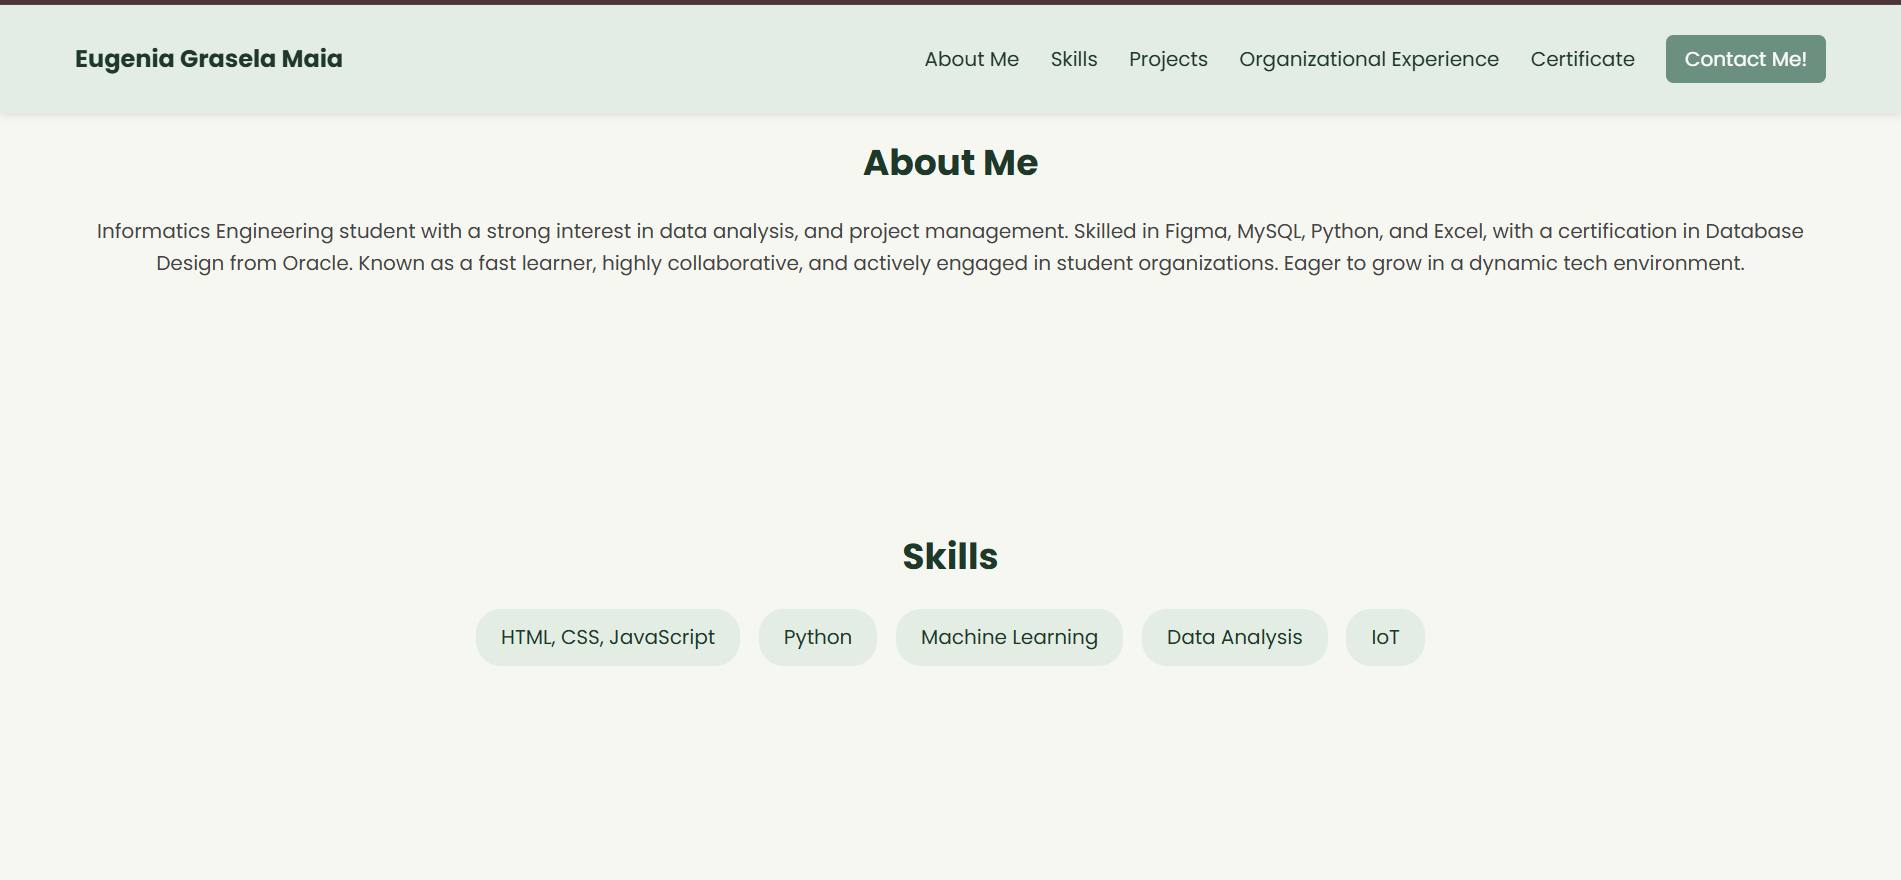 Eugenia Grasela Maia
About Me
Skills
Projects
Organizational Experience
Certificate
Contact Me!
About Me
Informatics Engineering student with a strong interest in data analysis, and project management. Skilled in Figma, MySQL, Python, and Excel, with a certification in Database
Design from Oracle. Known as a fast learner, highly collaborative, and actively engaged in student organizations. Eager to grow in a dynamic tech environment.
Skills
HTML, CSS, JavaScript
Python
Machine Learning
Data Analysis
IoT